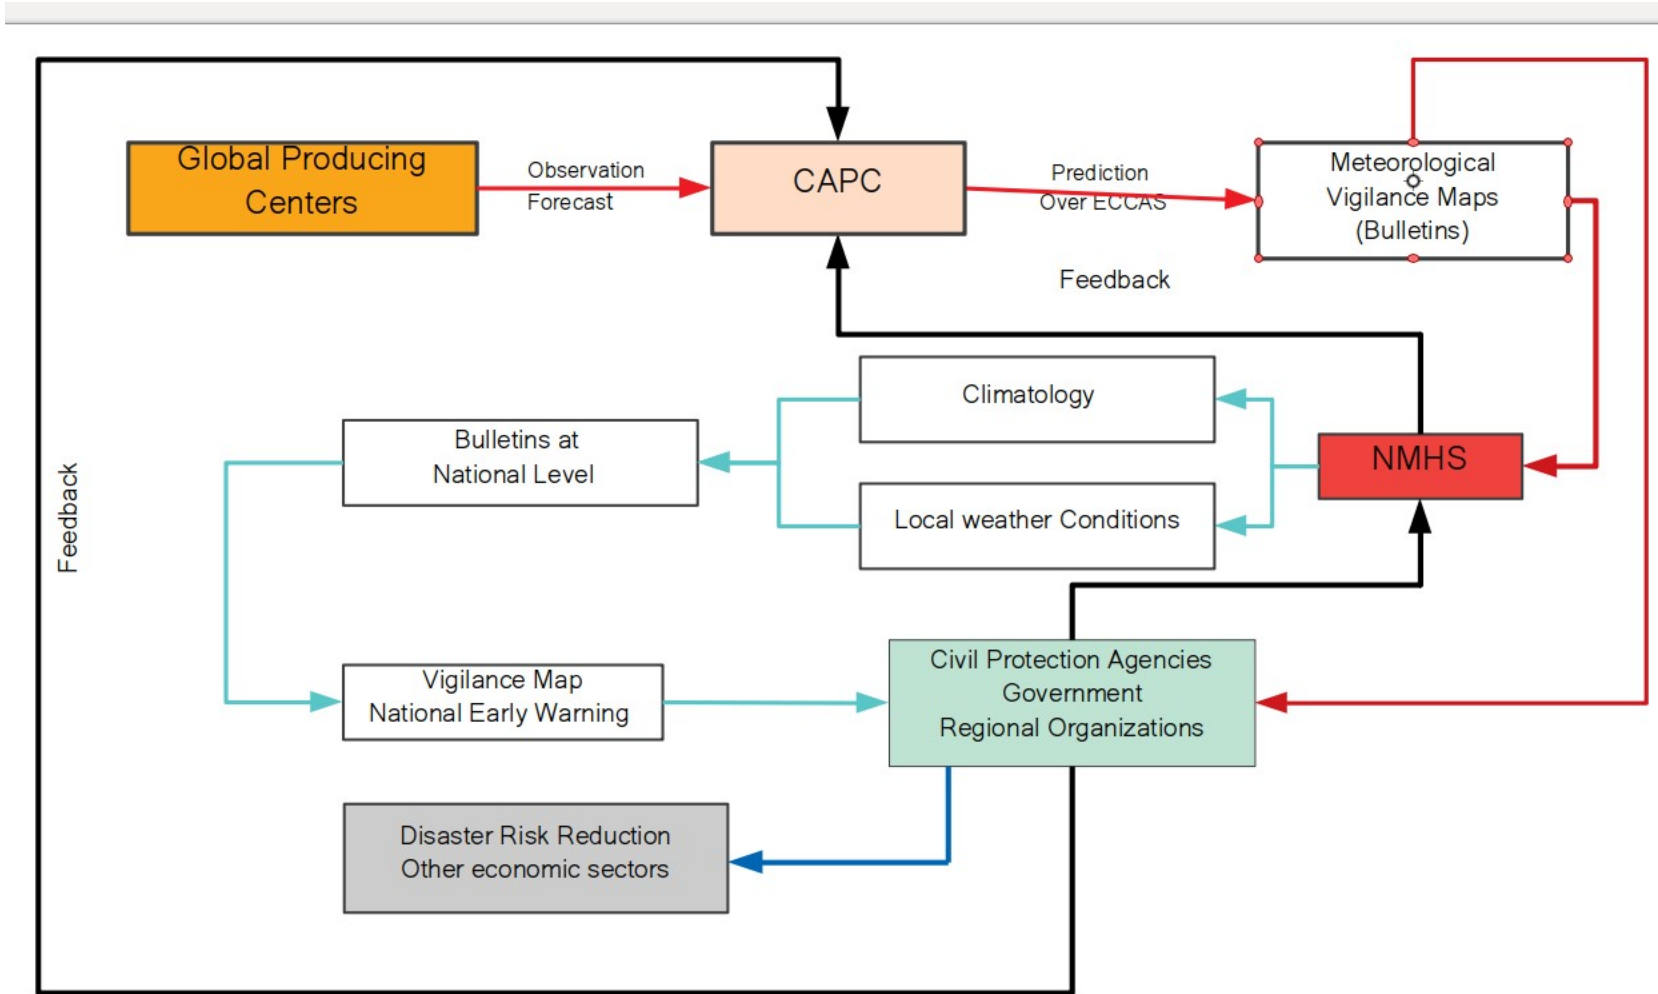 Global Producing
Centers
Observation
Forecast
CAPC
Prediction
Over ECCAS
Meteorological
Vigilance Maps
(Bulletins)
Feedback
Climatology
Bulletins at
National Level
NMHS
Local weather Conditions
Feedback
Civil Protection Agencies
Government
Regional Organizations
Vigilance Map
National Early Warning
Disaster Risk Reduction
Other economic sectors